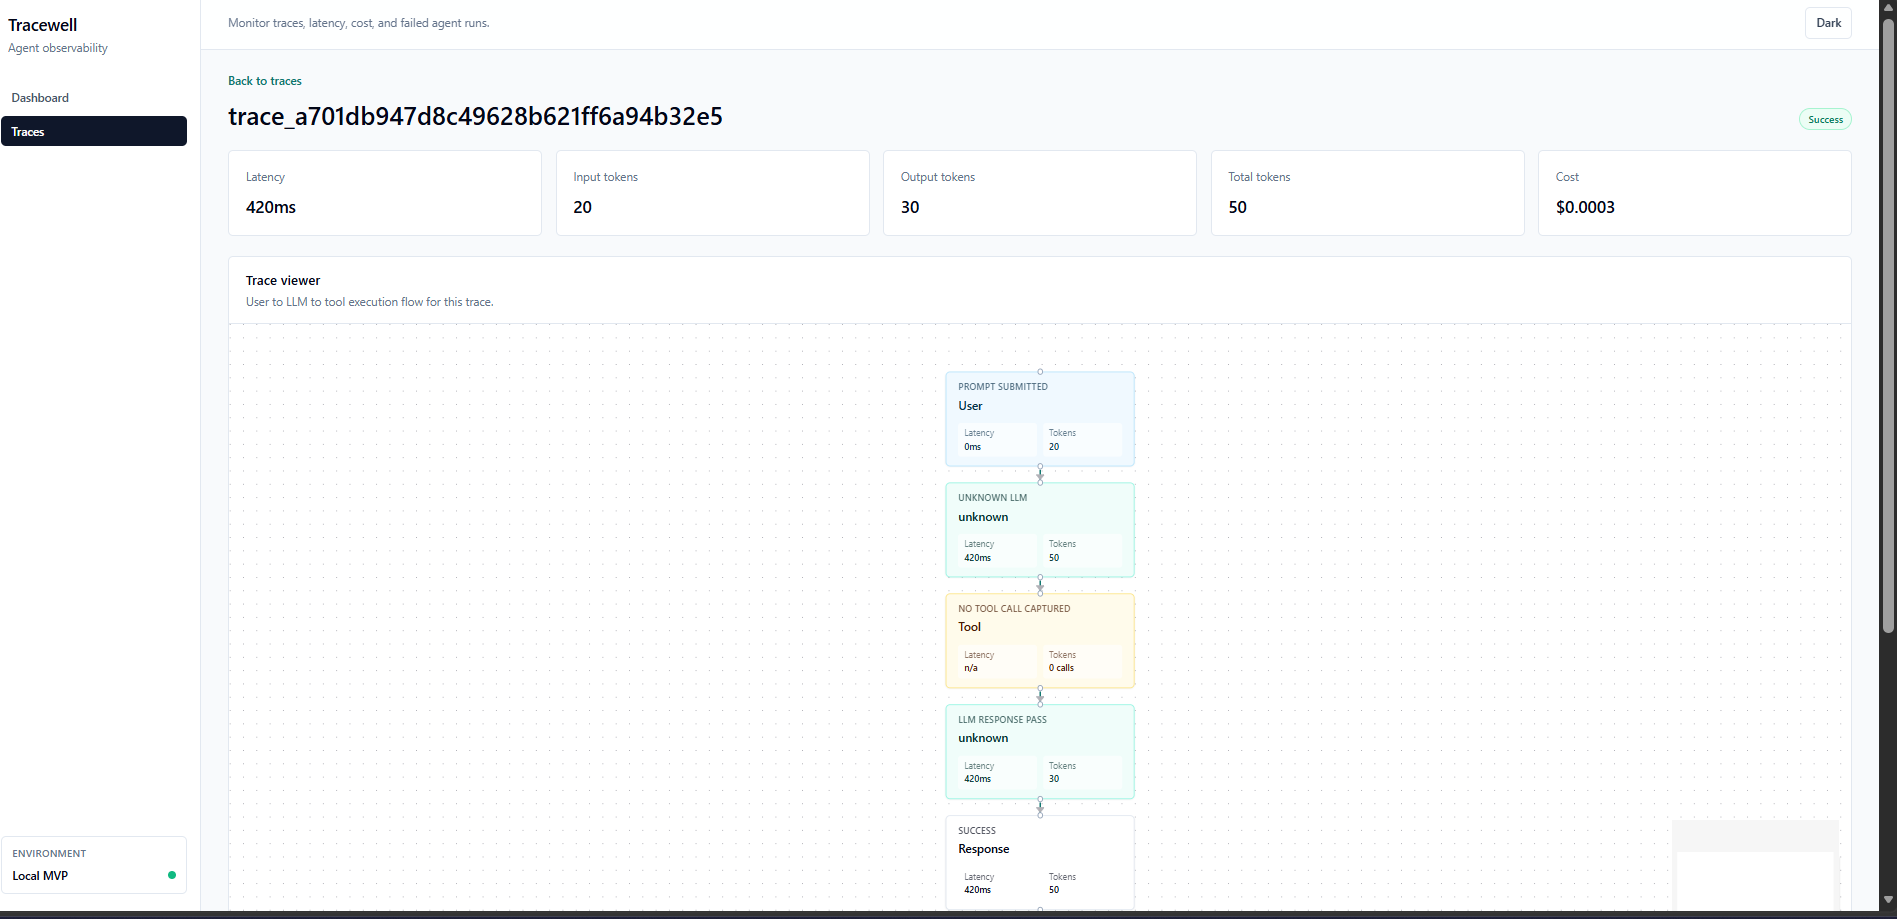 Tracewell
Agent observability
Dashboard
Traces
ENVIRONMENT
Local MVP
Monitor traces, latency, cost, and failed agent runs.
Dark
Back to traces
trace_a701db947d8c49628b621ff6a94b32e5
Success
Latency
420ms
Input tokens
20
Output tokens
30
Total tokens
50
Cost
$0.0003
Trace viewer
User to LLM to tool execution flow for this trace.
PROMPT SUBMITTED
User
Latency Tokens
0ms 20
UNKNOWN LLM
unknown
Latency Tokens
420ms 50
NO TOOL CALL CAPTURED
Tool
Latency Tokens
n/a 0 calls
LLM RESPONSE PASS
unknown
Latency Tokens
420ms 30
SUCCESS
Response
Latency Tokens
420ms 50